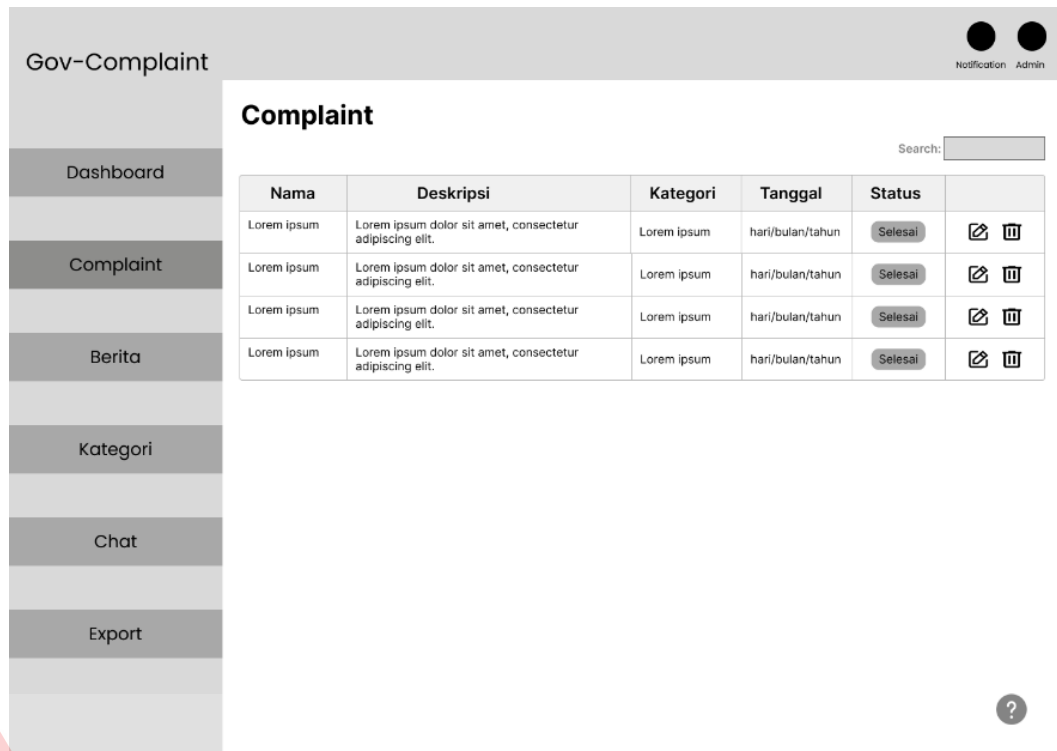 Gov-Complaint
Notification Admin
Dashboard
Complaint
Berita
Kategori
Chat
Export
Complaint
Search:
Nama Deskripsi Kategori Tanggal Status
Lorem ipsum Lorem ipsum dolor sit amet, consectetur adipiscing elit. Lorem ipsum hari/bulan/tahun Selesai
Lorem ipsum Lorem ipsum dolor sit amet, consectetur adipiscing elit. Lorem ipsum hari/bulan/tahun Selesai
Lorem ipsum Lorem ipsum dolor sit amet, consectetur adipiscing elit. Lorem ipsum hari/bulan/tahun Selesai
Lorem ipsum Lorem ipsum dolor sit amet, consectetur adipiscing elit. Lorem ipsum hari/bulan/tahun Selesai
?